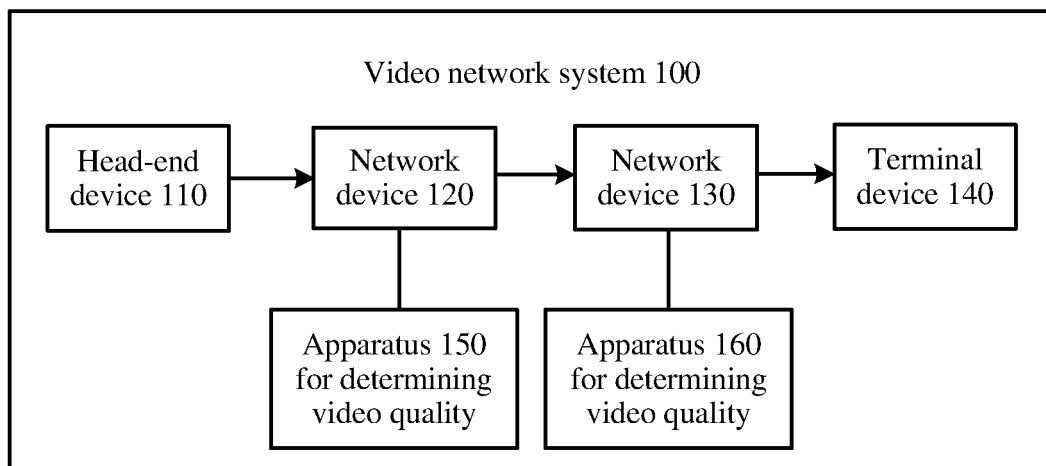 Video network system 100
Head-end
device 110
Network
device 120
Network
device 130
Terminal
device 140
Apparatus 150
for determining
video quality
Apparatus 160
for determining
video quality